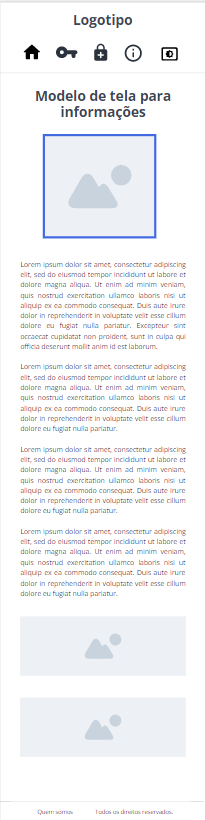 Logotipo
Modelo de tela para
informações
Lorem ipsum dolor sit amet, consectetur adipiscing
elit, sed do eiusmod tempor incididunt ut labore et
dolore magna aliqua. Ut enim ad minim veniam,
quis nostrud exercitation ullamco laboris nisi ut
aliquip ex ea commodo consequat. Duis aute irure
dolor in reprehenderit in voluptate velit esse cillum
dolore eu fugiat nulla pariatur. Excepteur sint
occaecat cupidatat non proident, sunt in culpa qui
officia deserunt mollit anim id est laborum.
Lorem ipsum dolor sit amet, consectetur adipiscing
elit, sed do eiusmod tempor incididunt ut labore et
dolore magna aliqua. Ut enim ad minim veniam,
quis nostrud exercitation ullamco laboris nisi ut
aliquip ex ea commodo consequat. Duis aute irure
dolor in reprehenderit in voluptate velit esse cillum
dolore eu fugiat nulla pariatur.
Lorem ipsum dolor sit amet, consectetur adipiscing
elit, sed do eiusmod tempor incididunt ut labore et
dolore magna aliqua. Ut enim ad minim veniam,
quis nostrud exercitation ullamco laboris nisi ut
aliquip ex ea commodo consequat. Duis aute irure
dolor in reprehenderit in voluptate velit esse cillum
dolore eu fugiat nulla pariatur.
Lorem ipsum dolor sit amet, consectetur adipiscing
elit, sed do eiusmod tempor incididunt ut labore et
dolore magna aliqua. Ut enim ad minim veniam,
quis nostrud exercitation ullamco laboris nisi ut
aliquip ex ea commodo consequat. Duis aute irure
dolor in reprehenderit in voluptate velit esse cillum
dolore eu fugiat nulla pariatur.
Quem somos Todos os direitos reservados.